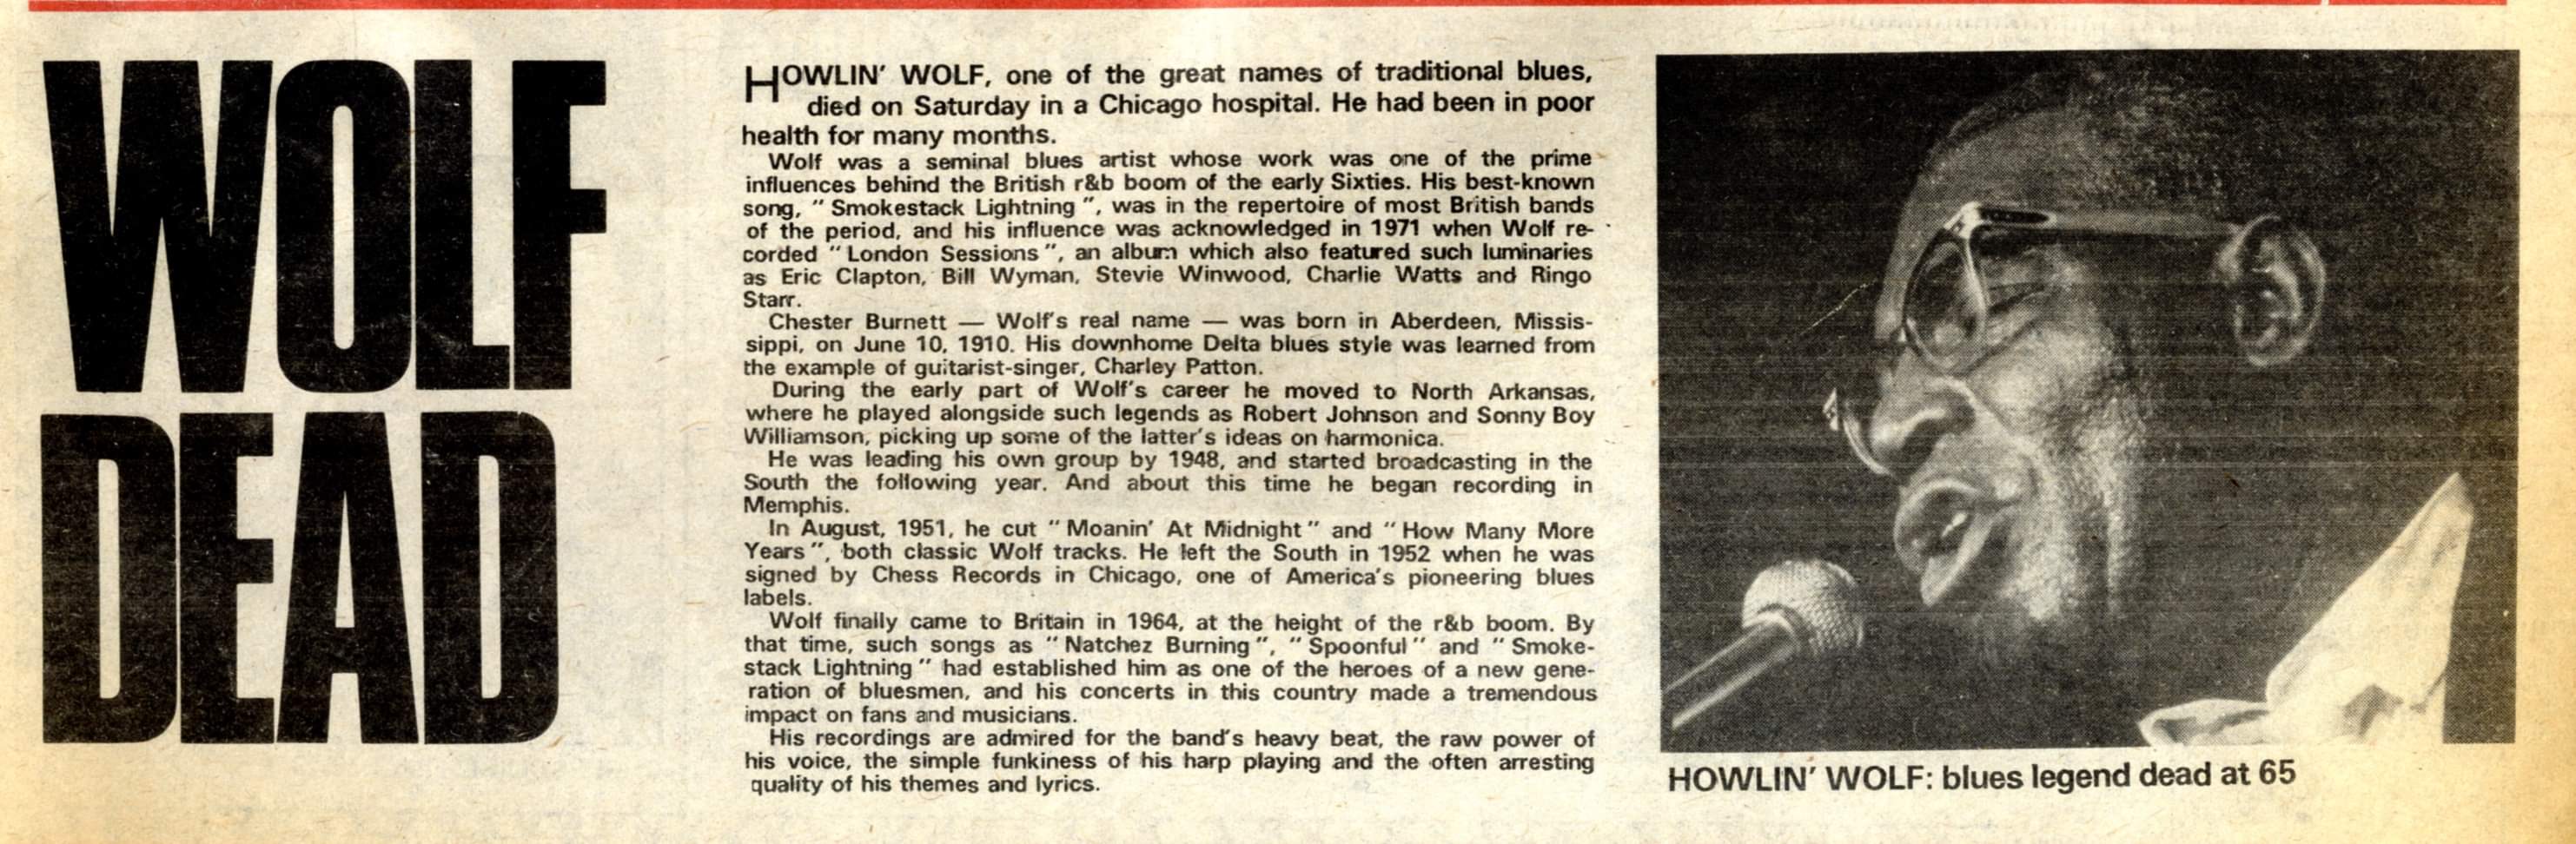 WOLF
DEAD
HOWLIN' WOLF, one of the great names of traditional blues,
died on Saturday in a Chicago hospital. He had been in poor
health for many months.
Wolf was a seminal blues artist whose work was one of the prime
influences behind the British r&b boom of the early Sixties. His best-known
song, "Smokestack Lightning", was in the repertoire of most British bands
of the period, and his influence was acknowledged in 1971 when Wolf re-
corded "London Sessions", an album which also featured such luminaries
as Eric Clapton, Bill Wyman, Stevie Winwood, Charlie Watts and Ringo
Starr.
Chester Burnett — Wolf's real name — was born in Aberdeen, Missis-
sippi, on June 10, 1910. His downhome Delta blues style was learned from
the example of guitarist-singer, Charley Patton.
During the early part of Wolf's career he moved to North Arkansas,
where he played alongside such legends as Robert Johnson and Sonny Boy
Williamson, picking up some of the latter's ideas on harmonica.
He was leading his own group by 1948, and started broadcasting in the
South the following year. And about this time he began recording in
Memphis.
In August, 1951, he cut "Moanin' At Midnight" and "How Many More
Years", both classic Wolf tracks. He left the South in 1952 when he was
signed by Chess Records in Chicago, one of America's pioneering blues
labels.
Wolf finally came to Britain in 1964, at the height of the r&b boom. By
that time, such songs as "Natchez Burning", "Spoonful" and "Smoke-
stack Lightning" had established him as one of the heroes of a new gene-
ration of bluesmen, and his concerts in this country made a tremendous
impact on fans and musicians.
His recordings are admired for the band's heavy beat, the raw power of
his voice, the simple funkiness of his harp playing and the often arresting
quality of his themes and lyrics.
HOWLIN' WOLF: blues legend dead at 65